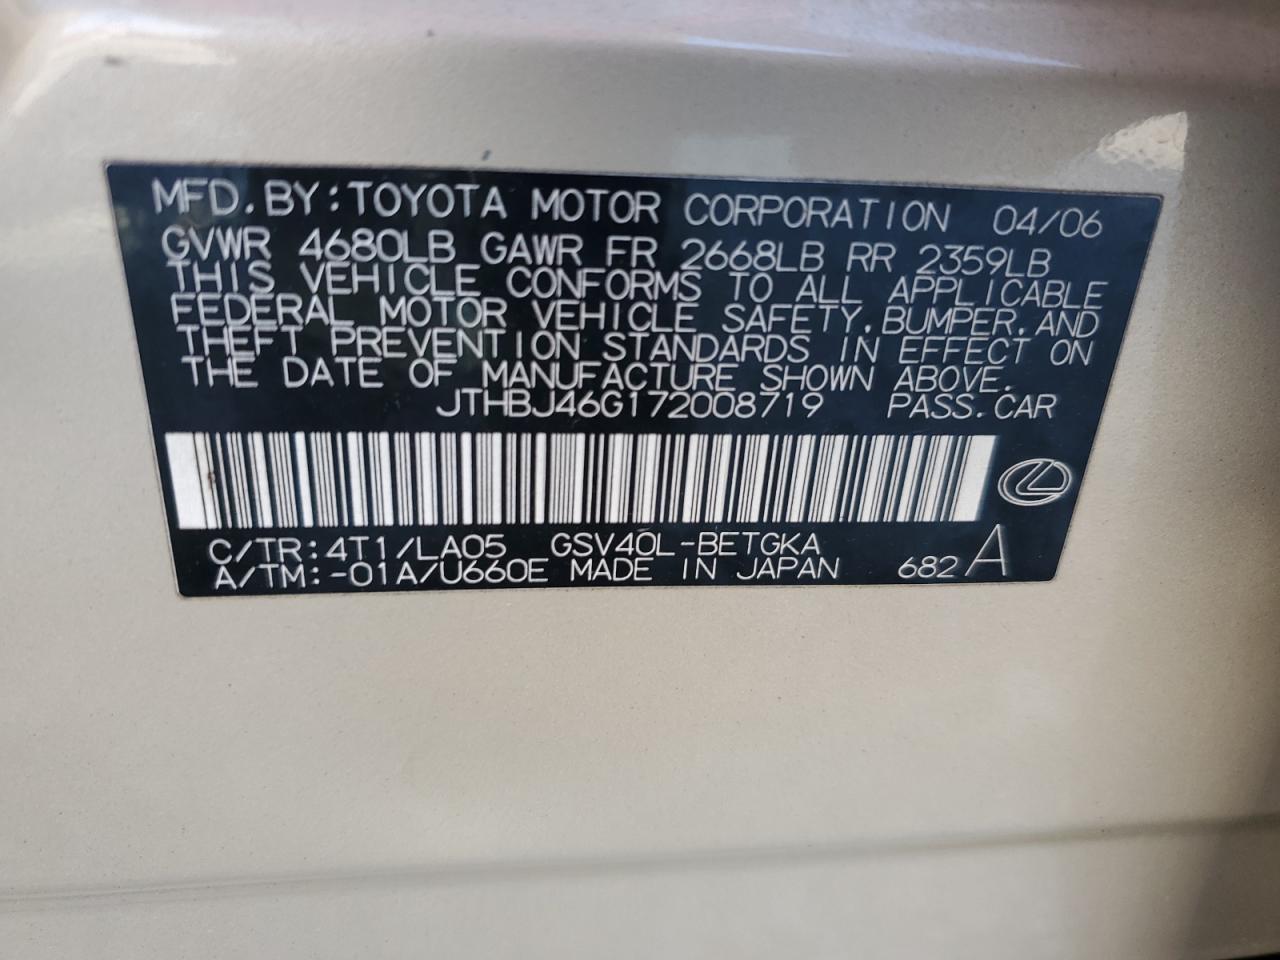 MFD. BY: TOYOTA MOTOR CORPORATION 04/06
GVWR 4680LB GAWR FR 2668LB RR 2359LB
THIS VEHICLE CONFORMS TO ALL APPLICABLE
FEDERAL MOTOR VEHICLE SAFETY, BUMPER, AND
THEFT PREVENTION STANDARDS IN EFFECT ON
THE DATE OF MANUFACTURE SHOWN ABOVE.
JTHBJ46G172008719 PASS. CAR
C/TR: 4T1/LA05 GSV40L-BETGKA
A/TM: -01A/U660E MADE IN JAPAN 682 A